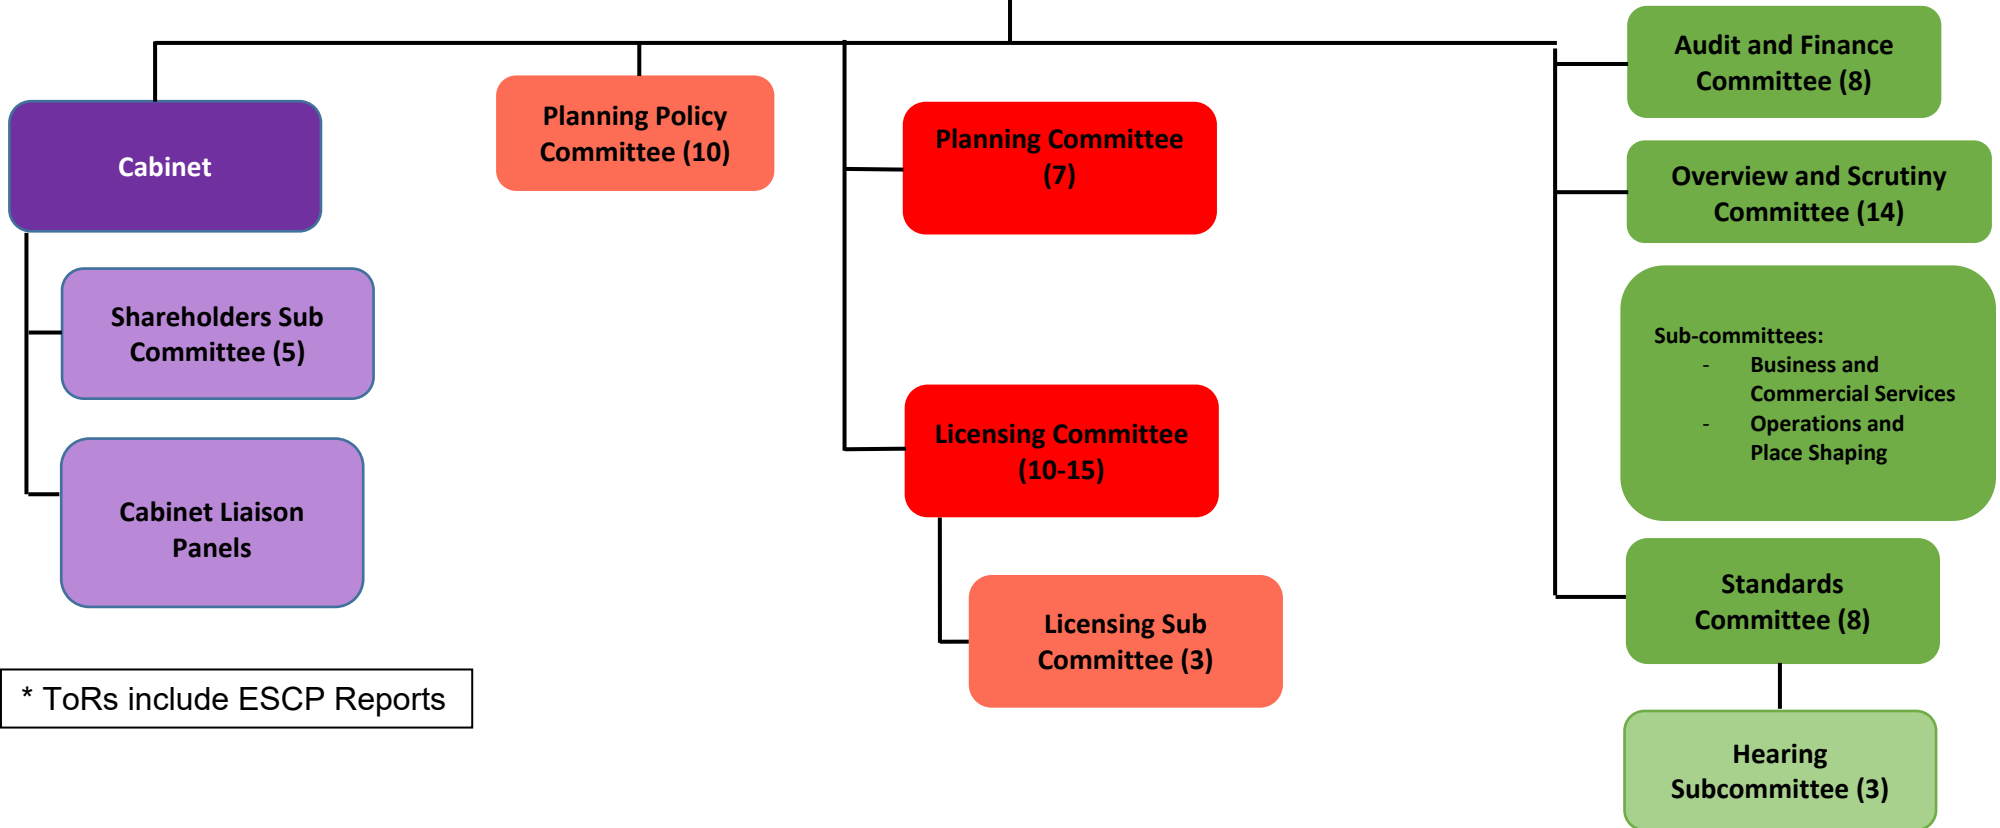 Cabinet
Shareholders Sub
Committee (5)
Cabinet Liaison
Panels
* ToRs include ESCP Reports
Planning Policy
Committee (10)
Planning Committee
(7)
Licensing Committee
(10-15)
Licensing Sub
Committee (3)
Audit and Finance
Committee (8)
Overview and Scrutiny
Committee (14)
Sub-committees:
- Business and
Commercial Services
- Operations and
Place Shaping
Standards
Committee (8)
Hearing
Subcommittee (3)